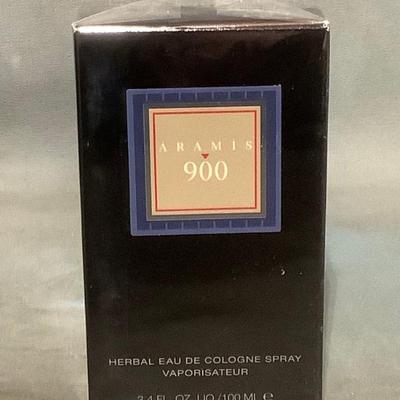 ARAMIS
900
HERBAL EAU DE COLOGNE SPRAY
VAPORISATEUR
3.4 FL. OZ. LIQ./100 ML e